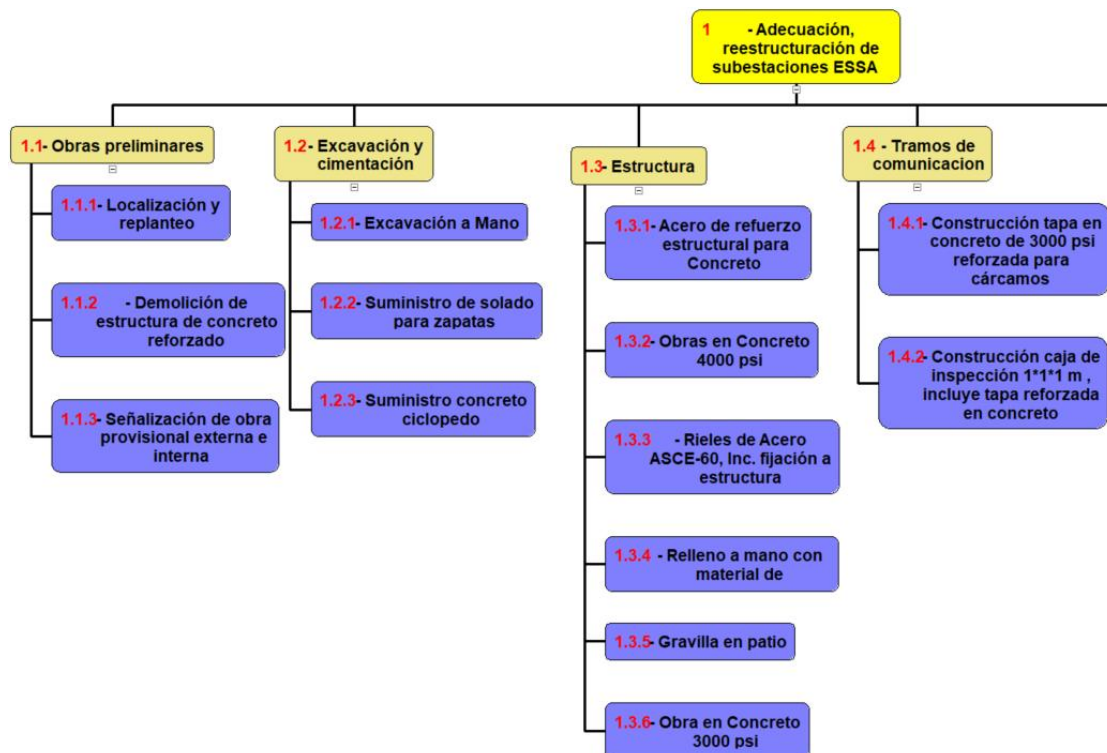 1 - Adecuación,
reestructuración de
subestaciones ESSA
1.1- Obras preliminares
1.1.1- Localización y
replanteo
1.1.2 - Demolición de
estructura de concreto
reforzado
1.1.3- Señalización de obra
provisional externa e
interna
1.2- Excavación y
cimentación
1.2.1- Excavación a Mano
1.2.2- Suministro de solado
para zapatas
1.2.3- Suministro concreto
ciclopedo
1.3- Estructura
1.3.1- Acero de refuerzo
estructural para
Concreto
1.3.2- Obras en Concreto
4000 psi
1.3.3 - Rieles de Acero
ASCE-60, Inc. fijación a
estructura
1.3.4 - Relleno a mano con
material de
1.3.5- Gravilla en patio
1.3.6- Obra en Concreto
3000 psi
1.4 - Tramos de
comunicacion
1.4.1- Construcción tapa en
concreto de 3000 psi
reforzada para
cárcamos
1.4.2- Construcción caja de
inspección 1*1*1 m ,
incluye tapa reforzada
en concreto